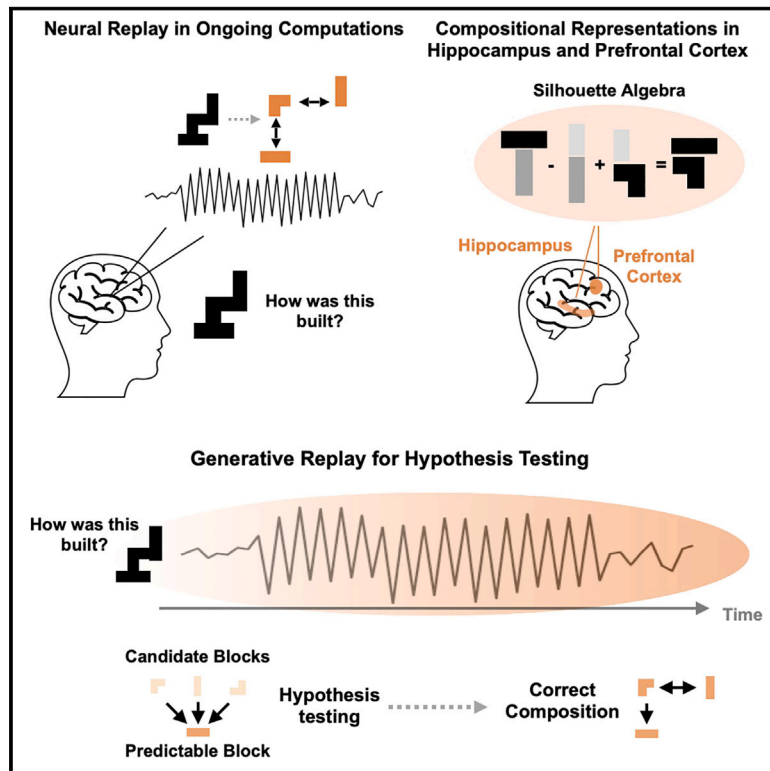 Neural Replay in Ongoing Computations
Compositional Representations in
Hippocampus and Prefrontal Cortex
Silhouette Algebra
- + =
Hippocampus
Prefrontal
Cortex
How was this
built?
Generative Replay for Hypothesis Testing
How was this
built?
Time
Candidate Blocks
Hypothesis
testing
Correct
Composition
Predictable Block